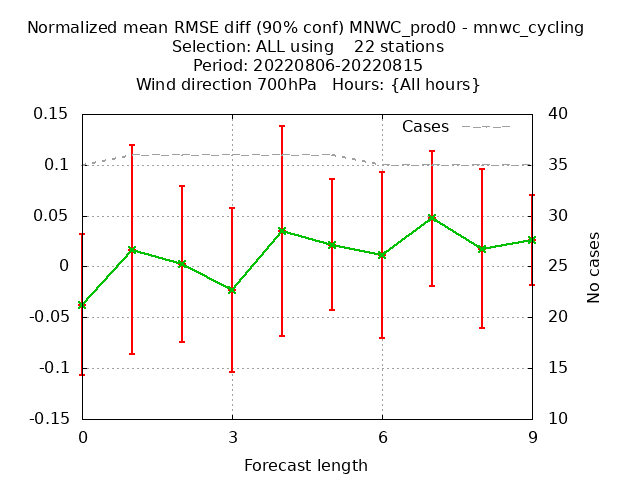 Normalized mean RMSE diff (90% conf) MNWC_prod0 - mnwc_cycling
Selection: ALL using    22 stations
Period: 20220806-20220815
Wind direction 700hPa   Hours: {All hours}
0.15
0.1
0.05
0
-0.05
-0.1
-0.15
Cases
40
35
30
25
20
15
10
No cases
0
3
6
9
Forecast length